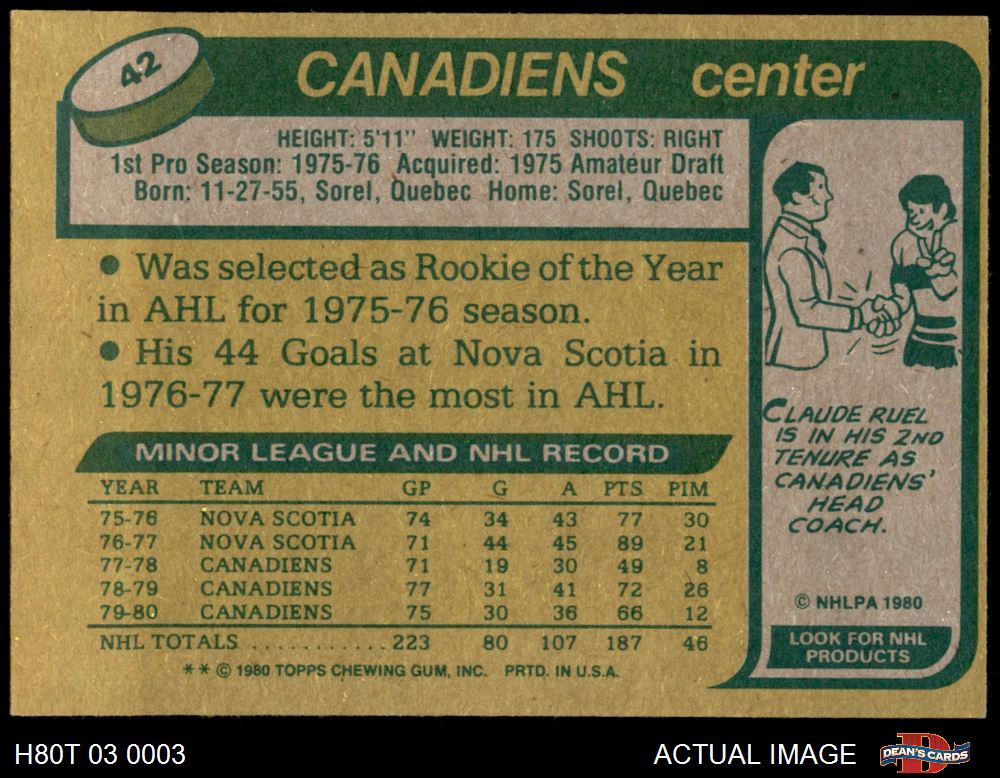 42
CANADIENS center
HEIGHT: 5'11" WEIGHT: 175 SHOOTS: RIGHT
1st Pro Season: 1975-76 Acquired: 1975 Amateur Draft
Born: 11-27-55, Sorel, Quebec Home: Sorel, Quebec
● Was selected as Rookie of the Year
in AHL for 1975-76 season.
● His 44 Goals at Nova Scotia in
1976-77 were the most in AHL.
MINOR LEAGUE AND NHL RECORD
YEAR TEAM GP G A PTS PIM
75-76 NOVA SCOTIA 74 34 43 77 30
76-77 NOVA SCOTIA 71 44 45 89 21
77-78 CANADIENS 71 19 30 49 8
78-79 CANADIENS 77 31 41 72 26
79-80 CANADIENS 75 30 36 66 12
NHL TOTALS ........... 223 80 107 187 46
** © 1980 TOPPS CHEWING GUM, INC. PRTD. IN U.S.A.
CLAUDE RUEL
IS IN HIS 2ND
TENURE AS
CANADIENS'
HEAD
COACH.
© NHLPA 1980
LOOK FOR NHL
PRODUCTS
H80T 03 0003 ACTUAL IMAGE DEAN'S CARDS